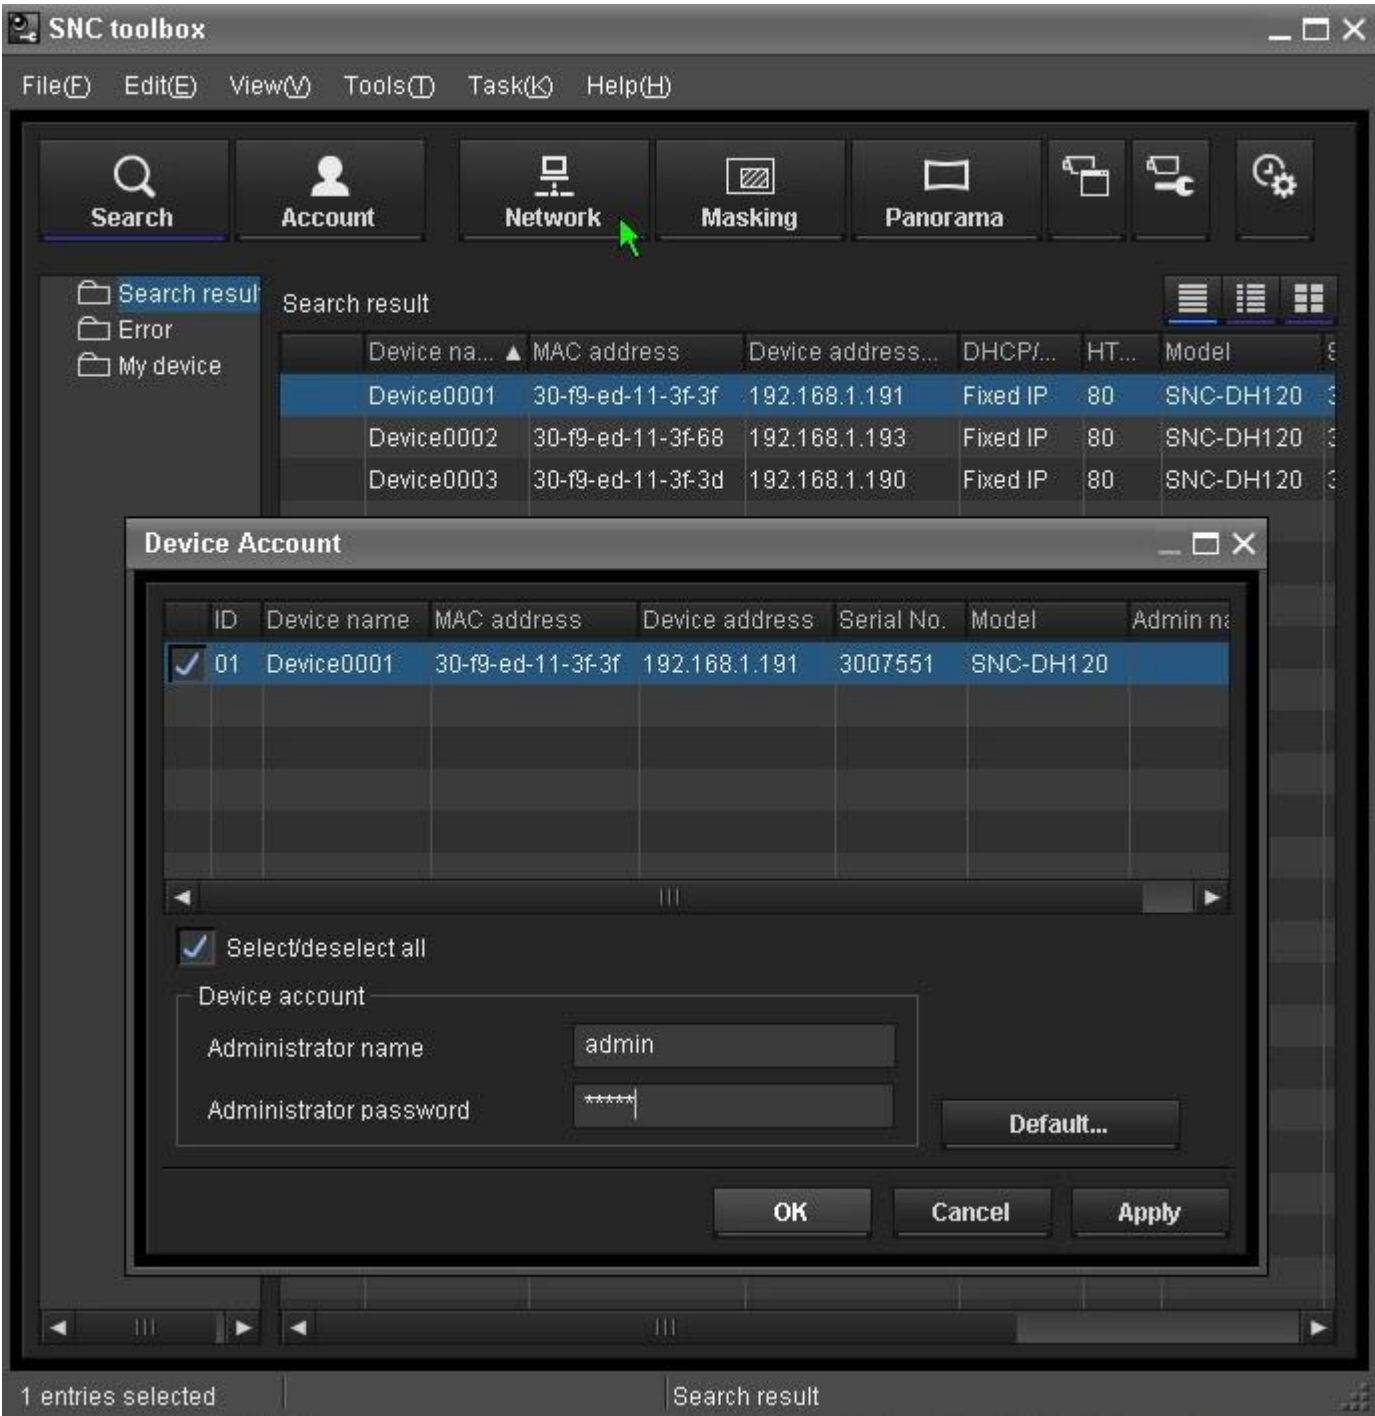 SNC toolbox
File(F) Edit(E) View(V) Tools(T) Task(K) Help(H)
Search Account Network Masking Panorama
Search resul
Error
My device
Search result
Device na... MAC address Device address... DHCP/... HT... Model
Device0001 30-f9-ed-11-3f-3f 192.168.1.191 Fixed IP 80 SNC-DH120
Device0002 30-f9-ed-11-3f-68 192.168.1.193 Fixed IP 80 SNC-DH120
Device0003 30-f9-ed-11-3f-3d 192.168.1.190 Fixed IP 80 SNC-DH120
Device Account
ID Device name MAC address Device address Serial No. Model Admin na
01 Device0001 30-f9-ed-11-3f-3f 192.168.1.191 3007551 SNC-DH120
Select/deselect all
Device account
Administrator name admin
Administrator password *****
Default...
OK Cancel Apply
1 entries selected Search result